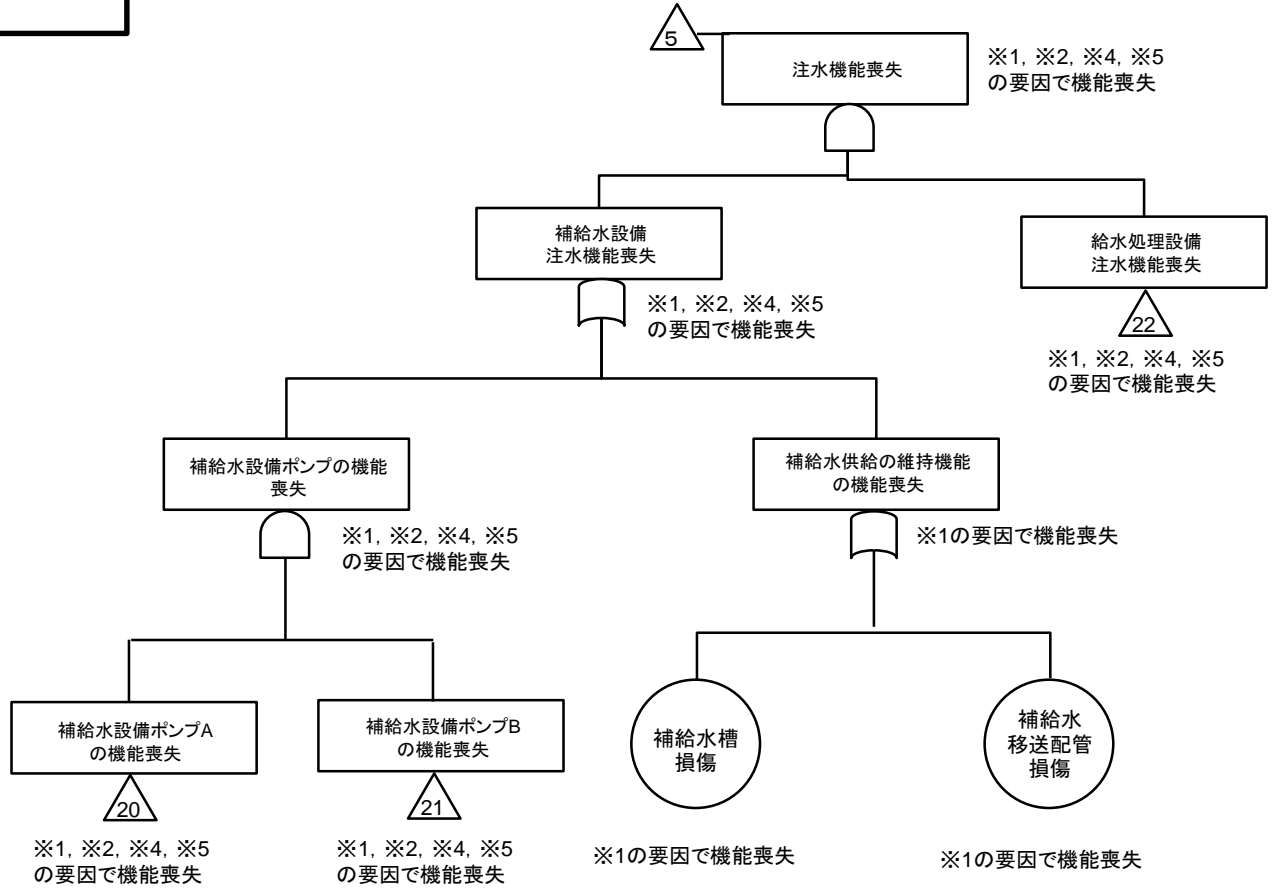 5
注水機能喪失
※1, ※2, ※4, ※5
の要因で機能喪失
補給水設備
注水機能喪失
※1, ※2, ※4, ※5
の要因で機能喪失
給水処理設備
注水機能喪失
22
※1, ※2, ※4, ※5
の要因で機能喪失
補給水設備ポンプの機能
喪失
※1, ※2, ※4, ※5
の要因で機能喪失
補給水供給の維持機能
の機能喪失
※1の要因で機能喪失
補給水設備ポンプA
の機能喪失
20
※1, ※2, ※4, ※5
の要因で機能喪失
補給水設備ポンプB
の機能喪失
21
※1, ※2, ※4, ※5
の要因で機能喪失
補給水槽
損傷
※1の要因で機能喪失
補給水
移送配管
損傷
※1の要因で機能喪失